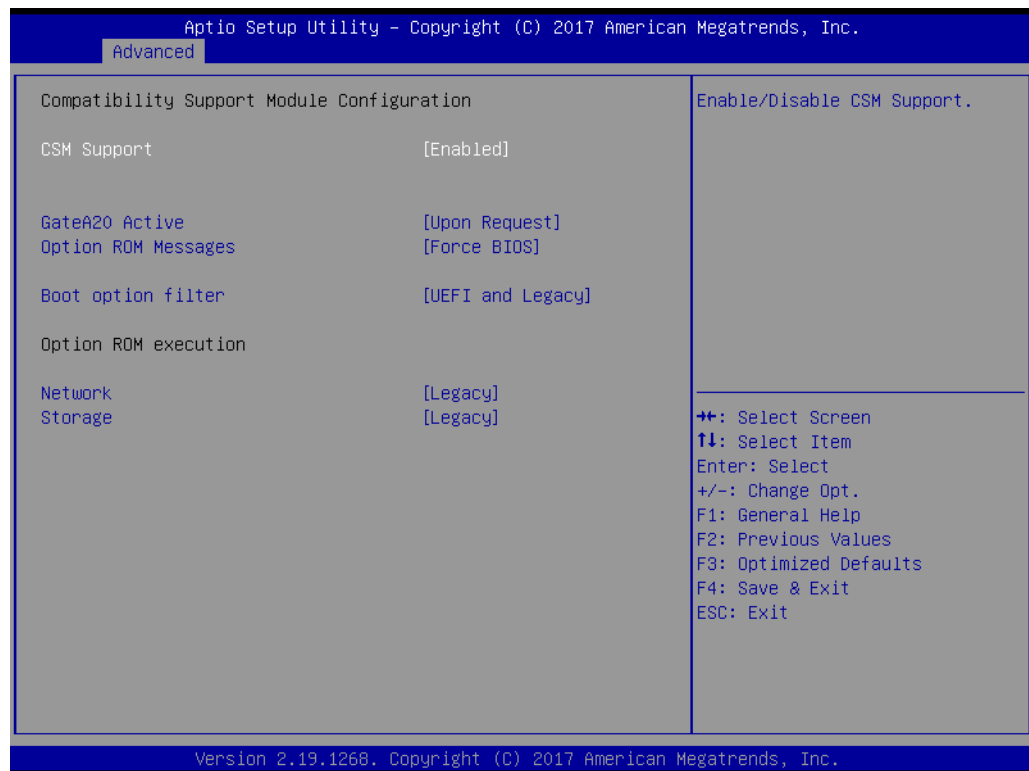 Aptio Setup Utility – Copyright (C) 2017 American Megatrends, Inc.
Advanced
Compatibility Support Module Configuration
CSM Support [Enabled]
GateA20 Active [Upon Request]
Option ROM Messages [Force BIOS]
Boot option filter [UEFI and Legacy]
Option ROM execution
Network [Legacy]
Storage [Legacy]
Enable/Disable CSM Support.
→←: Select Screen
↑↓: Select Item
Enter: Select
+/-: Change Opt.
F1: General Help
F2: Previous Values
F3: Optimized Defaults
F4: Save & Exit
ESC: Exit
Version 2.19.1268. Copyright (C) 2017 American Megatrends, Inc.